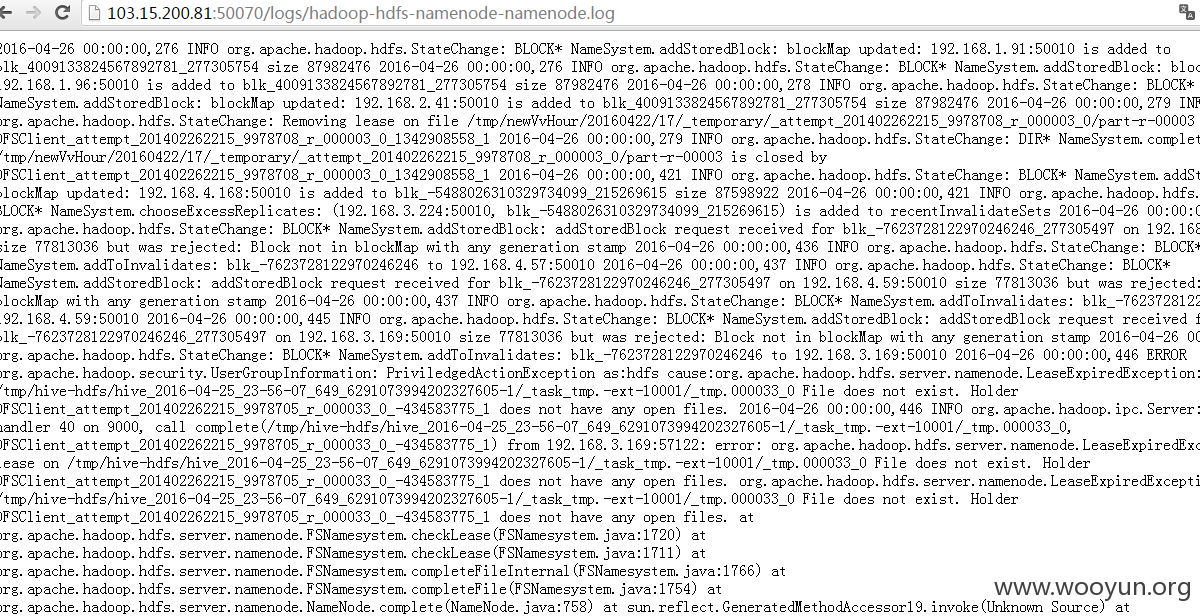 103.15.200.81:50070/logs/hadoop-hdfs-namenode-namenode.log
2016-04-26 00:00:00,276 INFO org.apache.hadoop.hdfs.StateChange: BLOCK* NameSystem.addStoredBlock: blockMap updated: 192.168.1.91:50010 is added to
blk_4009133824567892781_277305754 size 87982476 2016-04-26 00:00:00,276 INFO org.apache.hadoop.hdfs.StateChange: BLOCK* NameSystem.addStoredBlock: bloc
192.168.1.96:50010 is added to blk_4009133824567892781_277305754 size 87982476 2016-04-26 00:00:00,278 INFO org.apache.hadoop.hdfs.StateChange: BLOCK*
NameSystem.addStoredBlock: blockMap updated: 192.168.2.41:50010 is added to blk_4009133824567892781_277305754 size 87982476 2016-04-26 00:00:00,279 INF
org.apache.hadoop.hdfs.StateChange: Removing lease on file /tmp/newVvHour/20160422/17/_temporary/_attempt_201402262215_9978708_r_000003_0/part-r-00003
DFSClient_attempt_201402262215_9978708_r_000003_0_1342908558_1 2016-04-26 00:00:00,279 INFO org.apache.hadoop.hdfs.StateChange: DIR* NameSystem.complet
/tmp/newVvHour/20160422/17/_temporary/_attempt_201402262215_9978708_r_000003_0/part-r-00003 is closed by
DFSClient_attempt_201402262215_9978708_r_000003_0_1342908558_1 2016-04-26 00:00:00,421 INFO org.apache.hadoop.hdfs.StateChange: BLOCK* NameSystem.addSt
blockMap updated: 192.168.4.168:50010 is added to blk_-5488026310329734099_215269615 size 87598922 2016-04-26 00:00:00,421 INFO org.apache.hadoop.hdfs.
BLOCK* NameSystem.chooseExcessReplicates: (192.168.3.224:50010, blk_-5488026310329734099_215269615) is added to recentInvalidateSets 2016-04-26 00:00:0
org.apache.hadoop.hdfs.StateChange: BLOCK* NameSystem.addStoredBlock: addStoredBlock request received for blk_-7623728122970246246_277305497 on 192.168
size 77813036 but was rejected: Block not in blockMap with any generation stamp 2016-04-26 00:00:00,436 INFO org.apache.hadoop.hdfs.StateChange: BLOCK*
NameSystem.addToInvalidates: blk_-7623728122970246246 to 192.168.4.57:50010 2016-04-26 00:00:00,437 INFO org.apache.hadoop.hdfs.StateChange: BLOCK*
NameSystem.addStoredBlock: addStoredBlock request received for blk_-7623728122970246246_277305497 on 192.168.4.59:50010 size 77813036 but was rejected:
blockMap with any generation stamp 2016-04-26 00:00:00,437 INFO org.apache.hadoop.hdfs.StateChange: BLOCK* NameSystem.addToInvalidates: blk_-7623728122
192.168.4.59:50010 2016-04-26 00:00:00,445 INFO org.apache.hadoop.hdfs.StateChange: BLOCK* NameSystem.addStoredBlock: addStoredBlock request received f
blk_-7623728122970246246_277305497 on 192.168.3.169:50010 size 77813036 but was rejected: Block not in blockMap with any generation stamp 2016-04-26 00
org.apache.hadoop.hdfs.StateChange: BLOCK* NameSystem.addToInvalidates: blk_-7623728122970246246 to 192.168.3.169:50010 2016-04-26 00:00:00,446 ERROR
org.apache.hadoop.security.UserGroupInformation: PriviledgedActionException as:hdfs cause:org.apache.hadoop.hdfs.server.namenode.LeaseExpiredException:
/tmp/hive-hdfs/hive_2016-04-25_23-56-07_649_6291073994202327605-1/_task_tmp.-ext-10001/_tmp.000033_0 File does not exist. Holder
DFSClient_attempt_201402262215_9978705_r_000033_0_-434583775_1 does not have any open files. 2016-04-26 00:00:00,446 INFO org.apache.hadoop.ipc.Server:
handler 40 on 9000, call complete(/tmp/hive-hdfs/hive_2016-04-25_23-56-07_649_6291073994202327605-1/_task_tmp.-ext-10001/_tmp.000033_0,
DFSClient_attempt_201402262215_9978705_r_000033_0_-434583775_1) from 192.168.3.169:57122: error: org.apache.hadoop.hdfs.server.namenode.LeaseExpiredExc
lease on /tmp/hive-hdfs/hive_2016-04-25_23-56-07_649_6291073994202327605-1/_task_tmp.-ext-10001/_tmp.000033_0 File does not exist. Holder
DFSClient_attempt_201402262215_9978705_r_000033_0_-434583775_1 does not have any open files. org.apache.hadoop.hdfs.server.namenode.LeaseExpiredExcepti
/tmp/hive-hdfs/hive_2016-04-25_23-56-07_649_6291073994202327605-1/_task_tmp.-ext-10001/_tmp.000033_0 File does not exist. Holder
DFSClient_attempt_201402262215_9978705_r_000033_0_-434583775_1 does not have any open files. at
org.apache.hadoop.hdfs.server.namenode.FSNamesystem.checkLease(FSNamesystem.java:1720) at
org.apache.hadoop.hdfs.server.namenode.FSNamesystem.checkLease(FSNamesystem.java:1711) at
org.apache.hadoop.hdfs.server.namenode.FSNamesystem.completeFileInternal(FSNamesystem.java:1766) at
org.apache.hadoop.hdfs.server.namenode.FSNamesystem.completeFile(FSNamesystem.java:1754) at
org.apache.hadoop.hdfs.server.namenode.NameNode.complete(NameNode.java:758) at sun.reflect.GeneratedMethodAccessor19.invoke(Unknown Source) at
www.wooyun.org